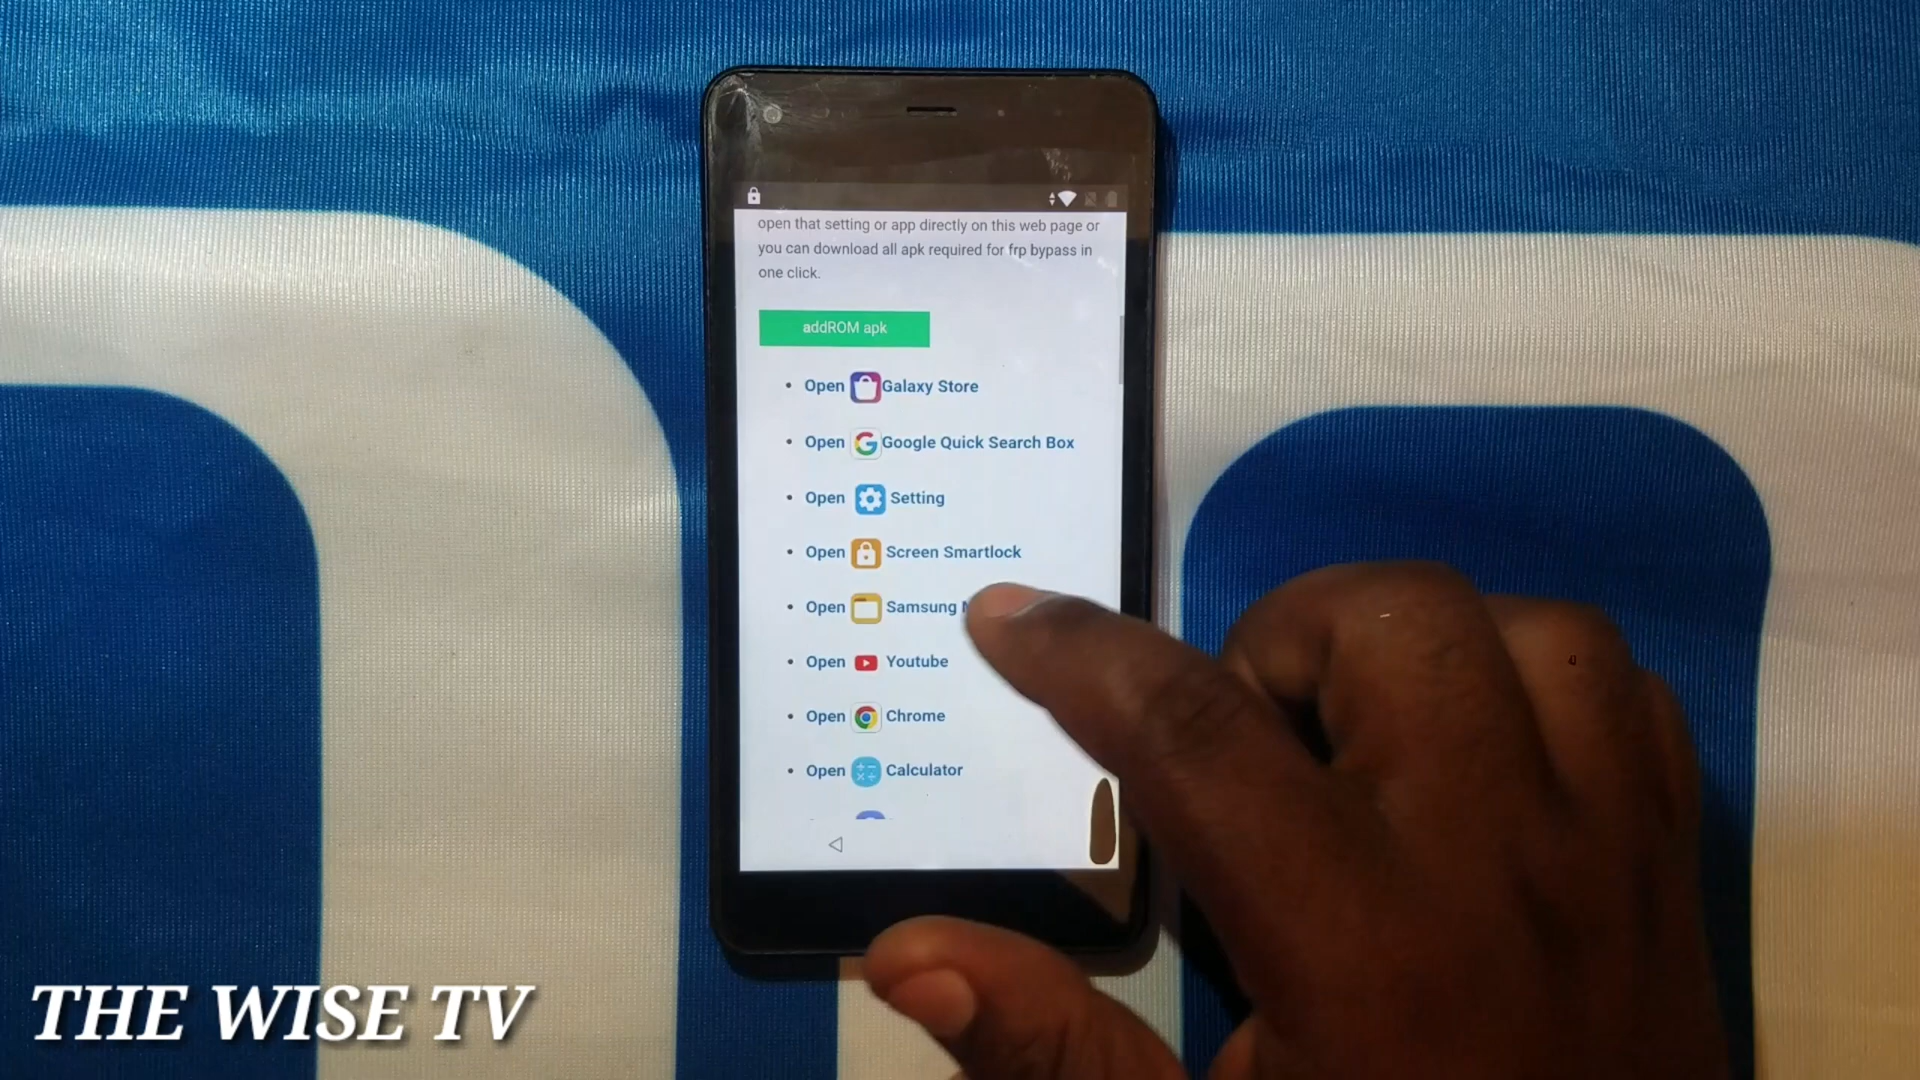 open that setting or app directly on this web page or
you can download all apk required for frp bypass in
one click.
addROM apk
Open Galaxy Store
Open Google Quick Search Box
Open Setting
Open Screen Smartlock
Open Samsung
Open Youtube
Open Chrome
Open Calculator
THE WISE TV